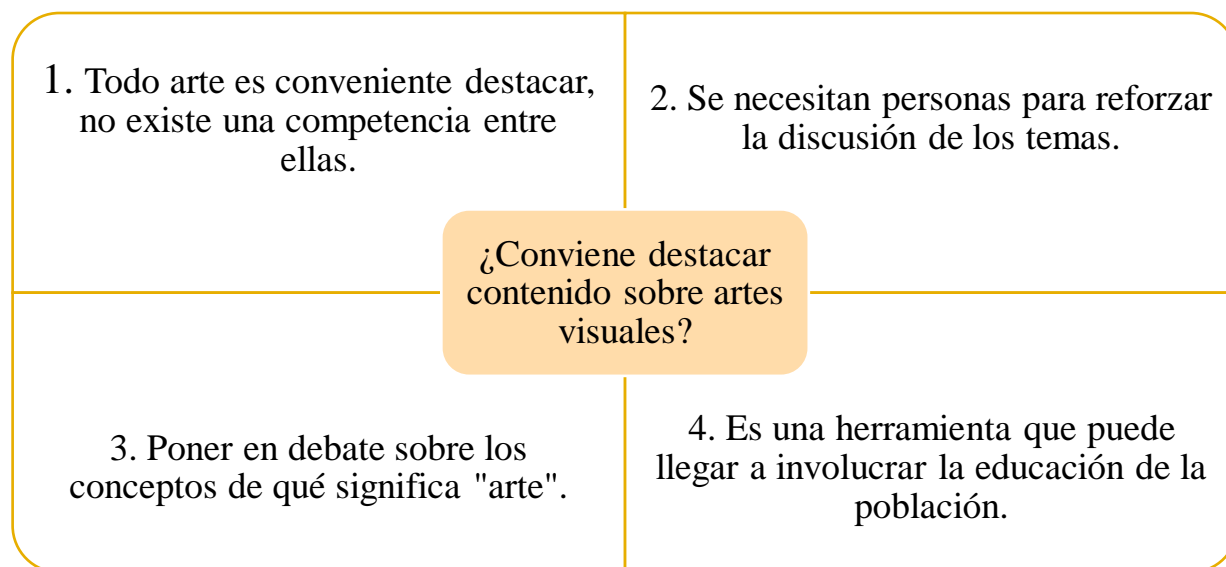 1. Todo arte es conveniente destacar,
no existe una competencia entre
ellas.
2. Se necesitan personas para reforzar
la discusión de los temas.
¿Conviene destacar
contenido sobre artes
visuales?
3. Poner en debate sobre los
conceptos de qué significa "arte".
4. Es una herramienta que puede
llegar a involucrar la educación de la
población.